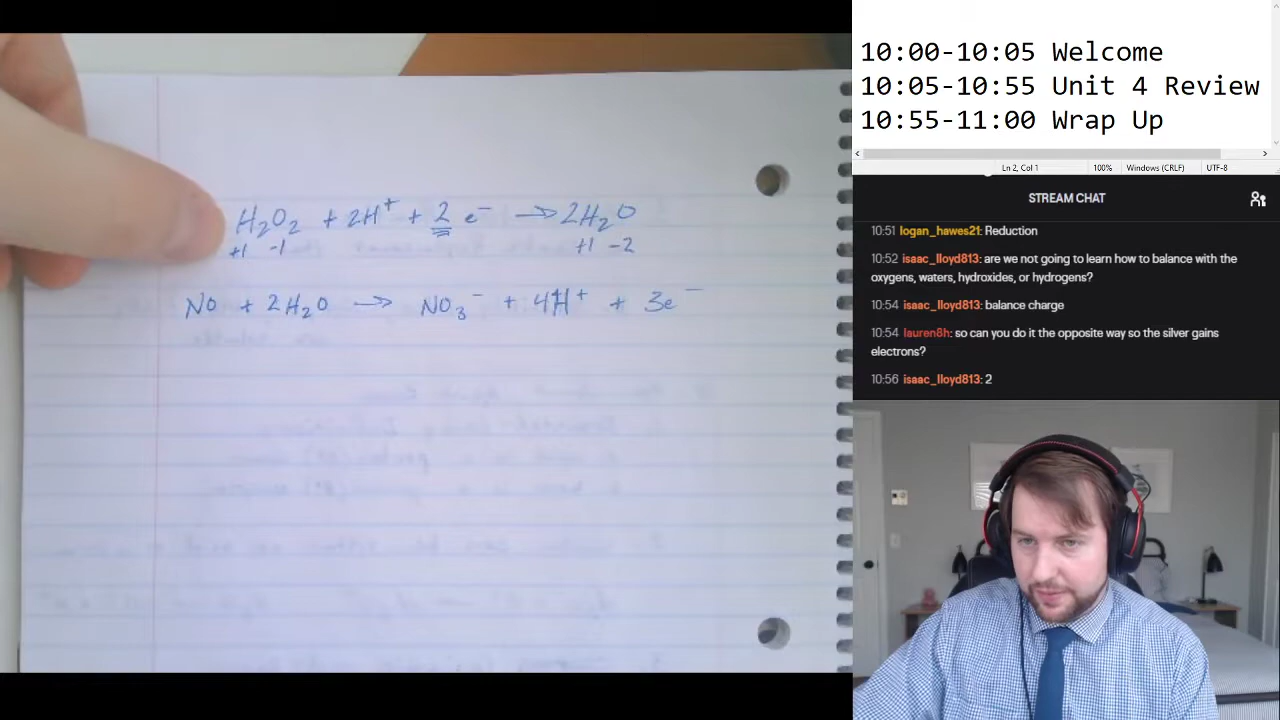 H₂O₂ + 2H⁺ + 2 e⁻ → 2H₂O
+1 -1 +1 -2
NO + 2H₂O → NO₃⁻ + 4H⁺ + 3e⁻
10:00-10:05 Welcome
10:05-10:55 Unit 4 Review
10:55-11:00 Wrap Up
Ln 2, Col 1 100% Windows (CRLF) UTF-8
STREAM CHAT
10:51 logan_hawes21: Reduction
10:52 isaac_lloyd813: are we not going to learn how to balance with the
oxygens, waters, hydroxides, or hydrogens?
10:54 isaac_lloyd813: balance charge
10:54 lauren8h: so can you do it the opposite way so the silver gains
electrons?
10:56 isaac_lloyd813: 2